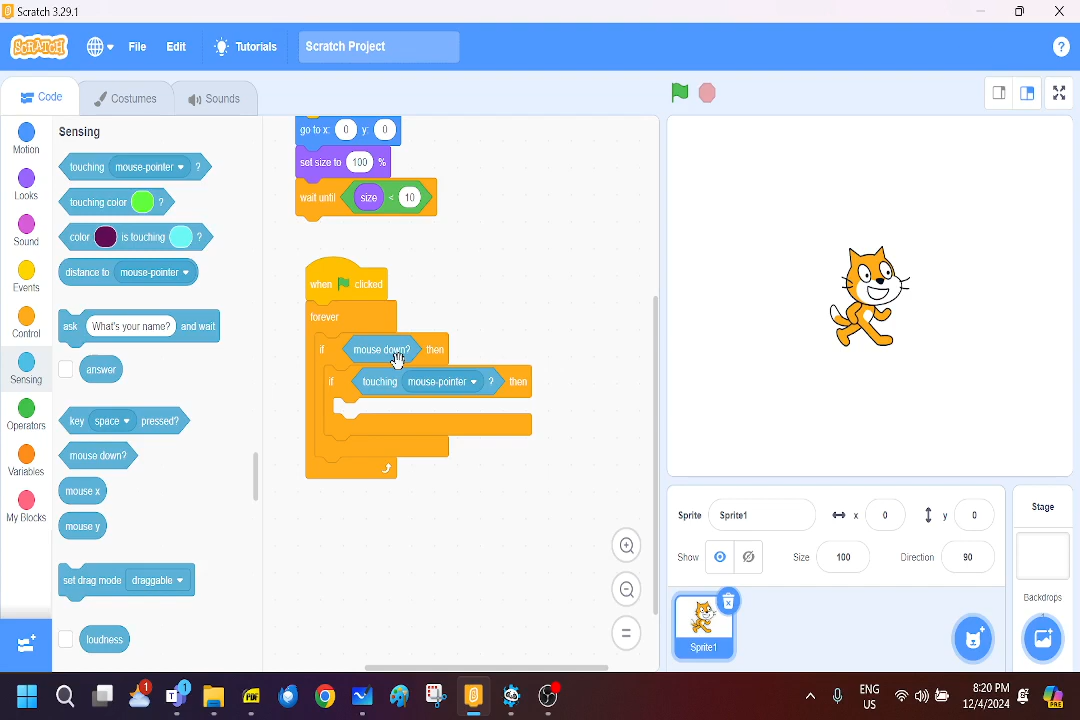 Scratch 3.29.1
SCRATCH File Edit Tutorials Scratch Project ?
Code Costumes Sounds
Motion
Looks
Sound
Events
Control
Sensing
Operators
Variables
My Blocks
Sensing
touching mouse-pointer ?
touching color ?
color is touching ?
distance to mouse-pointer
ask What's your name? and wait
answer
key space pressed?
mouse down?
mouse x
mouse y
set drag mode draggable
loudness
go to x: 0 y: 0
set size to 100 %
wait until size < 10
when clicked
forever
if mouse down? then
if touching mouse-pointer ? then
Sprite Sprite1 x 0 y 0
Show Size 100 Direction 90
Sprite1
Stage
Backdrops
1 T 1 PDF
ENG
US
8:20 PM
12/4/2024
PRE